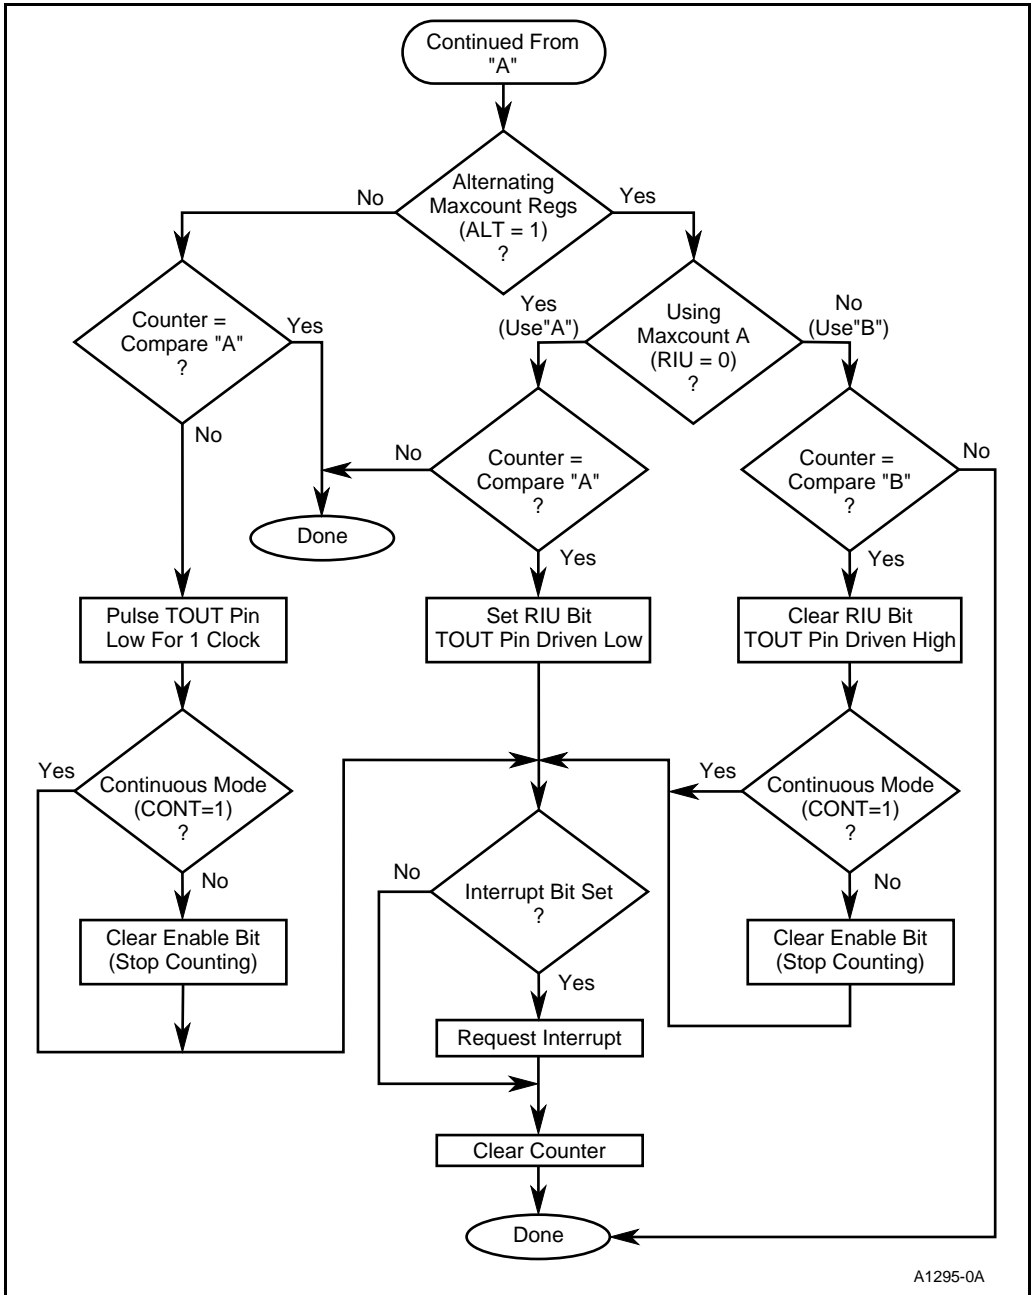 Continued From
"A"
Alternating
Maxcount Regs
(ALT = 1)
?
No
Yes
Counter =
Compare "A"
?
Yes
No
Using
Maxcount A
(RIU = 0)
?
Yes
(Use"A")
No
(Use"B")
Counter =
Compare "A"
?
No
Yes
Counter =
Compare "B"
?
No
Yes
Done
Pulse TOUT Pin
Low For 1 Clock
Set RIU Bit
TOUT Pin Driven Low
Clear RIU Bit
TOUT Pin Driven High
Continuous Mode
(CONT=1)
?
Yes
No
Continuous Mode
(CONT=1)
?
Yes
No
Interrupt Bit Set
?
No
Yes
Clear Enable Bit
(Stop Counting)
Clear Enable Bit
(Stop Counting)
Request Interrupt
Clear Counter
Done
A1295-0A